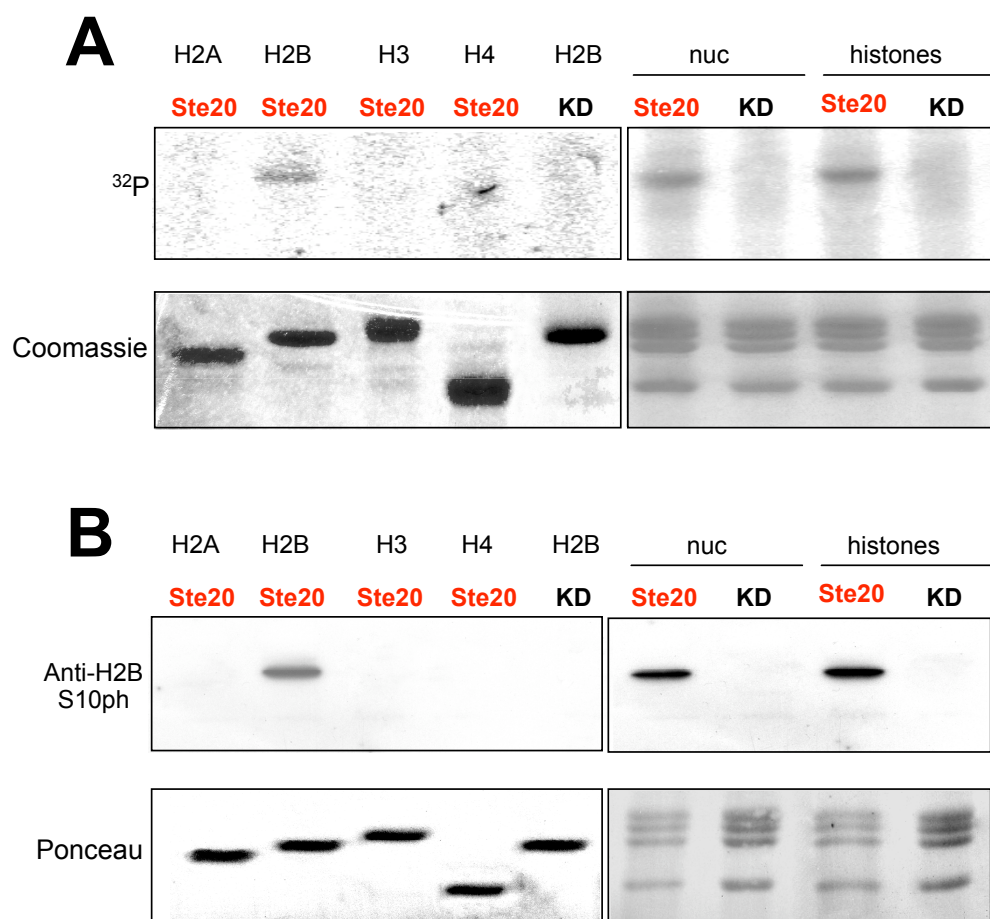 A
H2A H2B H3 H4 H2B nuc histones
Ste20 Ste20 Ste20 Ste20 KD Ste20 KD Ste20 KD
32P
Coomassie
B
H2A H2B H3 H4 H2B nuc histones
Ste20 Ste20 Ste20 Ste20 KD Ste20 KD Ste20 KD
Anti-H2B
S10ph
Ponceau